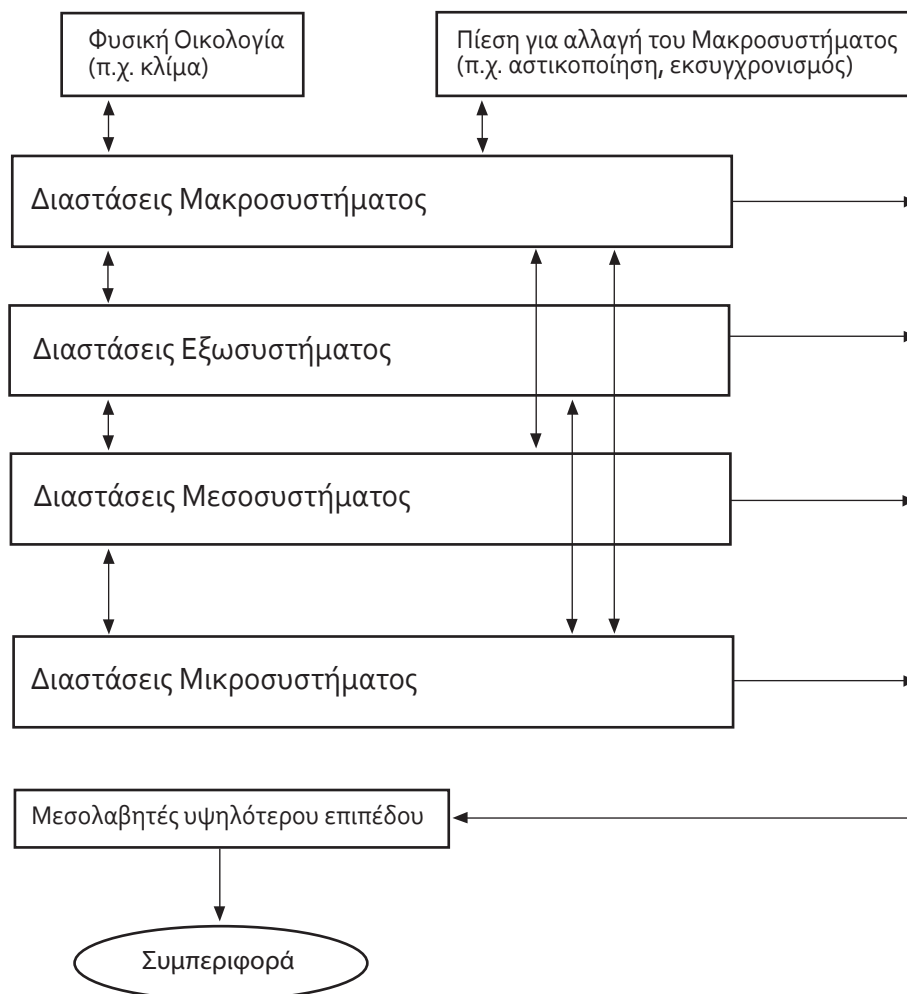 Φυσική Οικολογία
(π.χ. κλίμα)
Πίεση για αλλαγή του Μακροσυστήματος
(π.χ. αστικοποίηση, εκσυγχρονισμός)
Διαστάσεις Μακροσυστήματος
Διαστάσεις Εξωσυστήματος
Διαστάσεις Μεσοσυστήματος
Διαστάσεις Μικροσυστήματος
Μεσολαβητές υψηλότερου επιπέδου
Συμπεριφορά